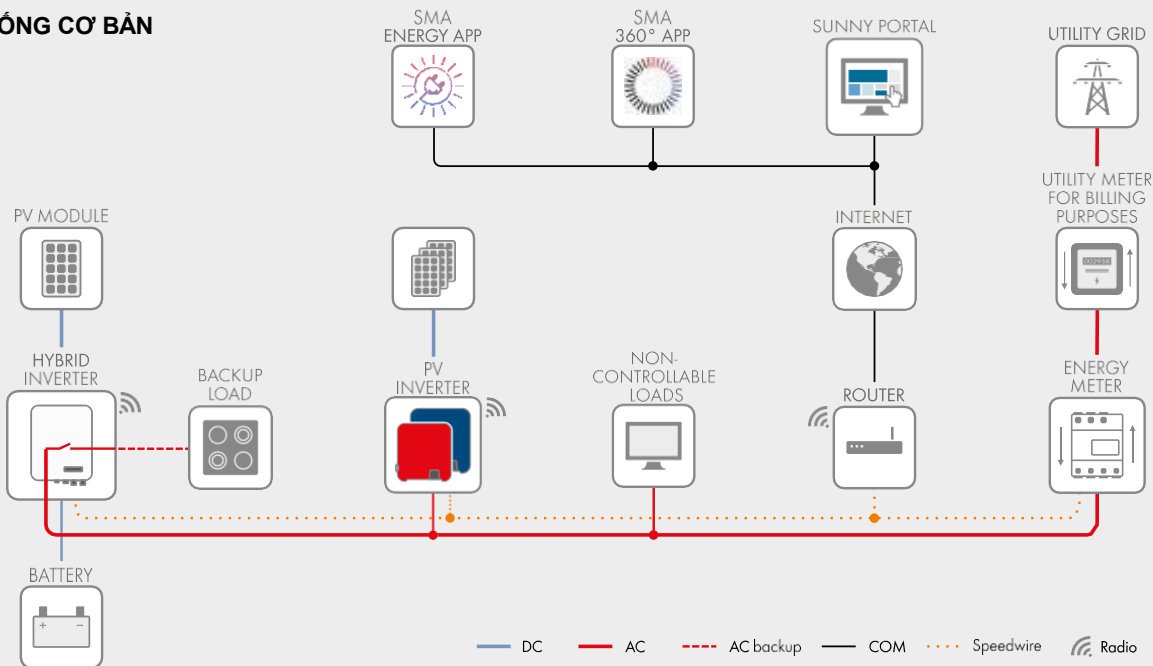 ỐNG CƠ BẢN
SMA
ENERGY APP
SMA
360° APP
SUNNY PORTAL
UTILITY GRID
UTILITY METER
FOR BILLING
PURPOSES
PV MODULE
INTERNET
HYBRID
INVERTER
BACKUP
LOAD
PV
INVERTER
NON-
CONTROLLABLE
LOADS
ROUTER
ENERGY
METER
BATTERY
+ −
DC
AC
AC backup
COM
Speedwire
Radio